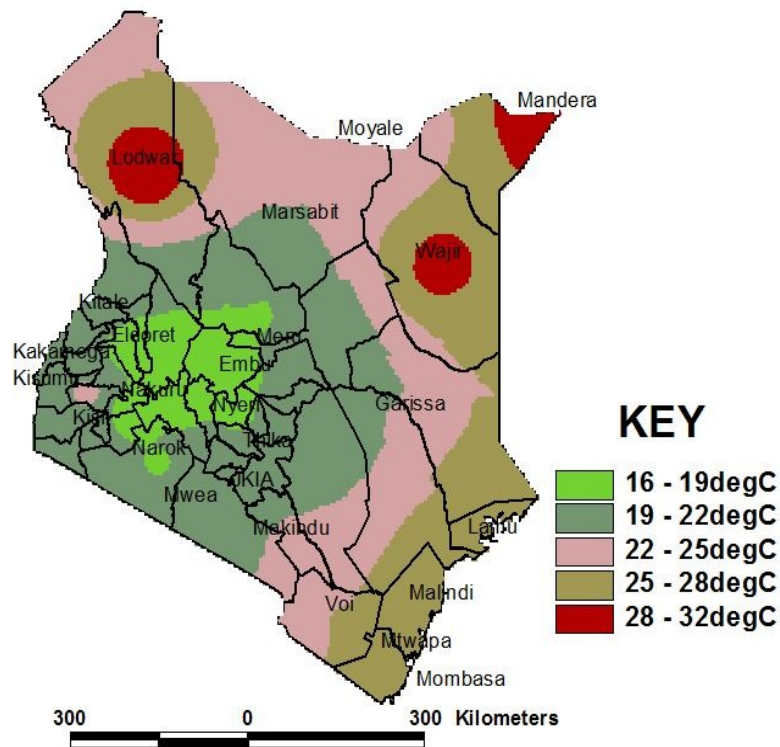 Mandera
Moyale
Lodwar
Marsabit
Wajir
Kitale
Eldoret
Meru
Kakamega
Embu
Kisumu
Nakuru
Nyeri
Garissa
Kisii
Narok
Thika
JKIA
Mwea
Makindu
Lamu
Voi
Malindi
Mtwapa
Mombasa
KEY
16 - 19degC
19 - 22degC
22 - 25degC
25 - 28degC
28 - 32degC
300 0 300 Kilometers